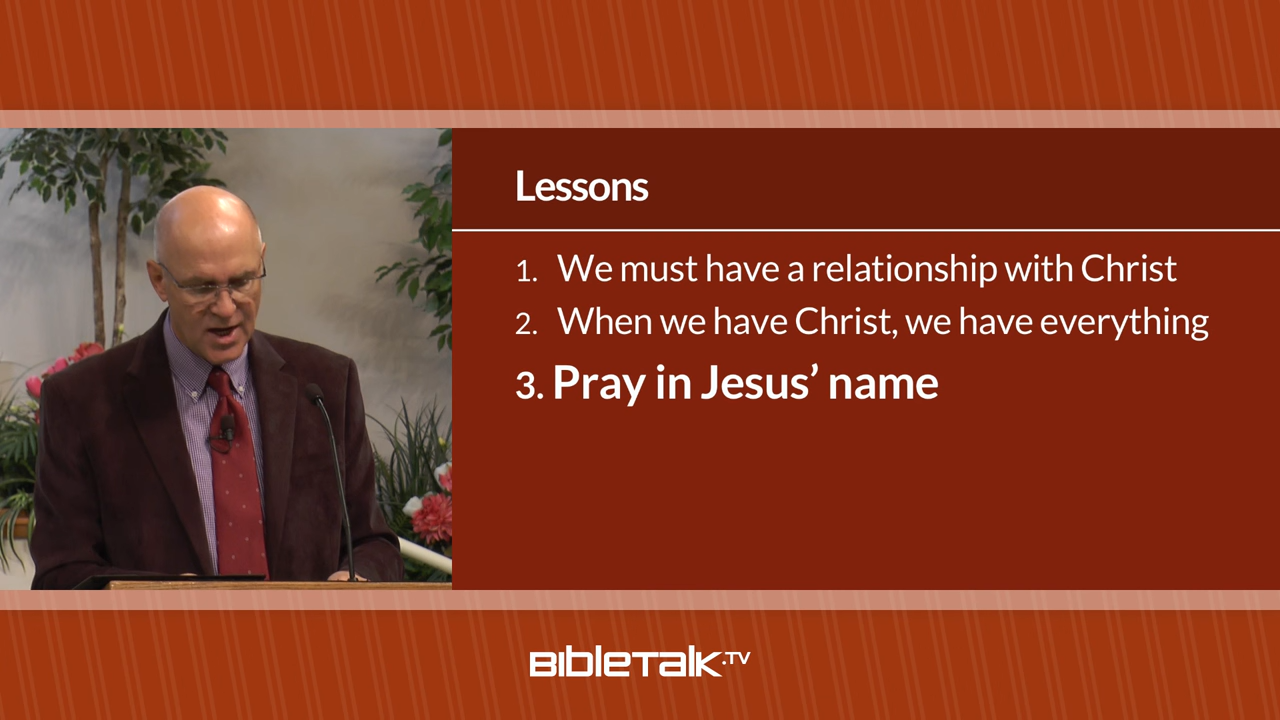 Lessons
1. We must have a relationship with Christ
2. When we have Christ, we have everything
3. Pray in Jesus’ name
BIBLETALK.TV